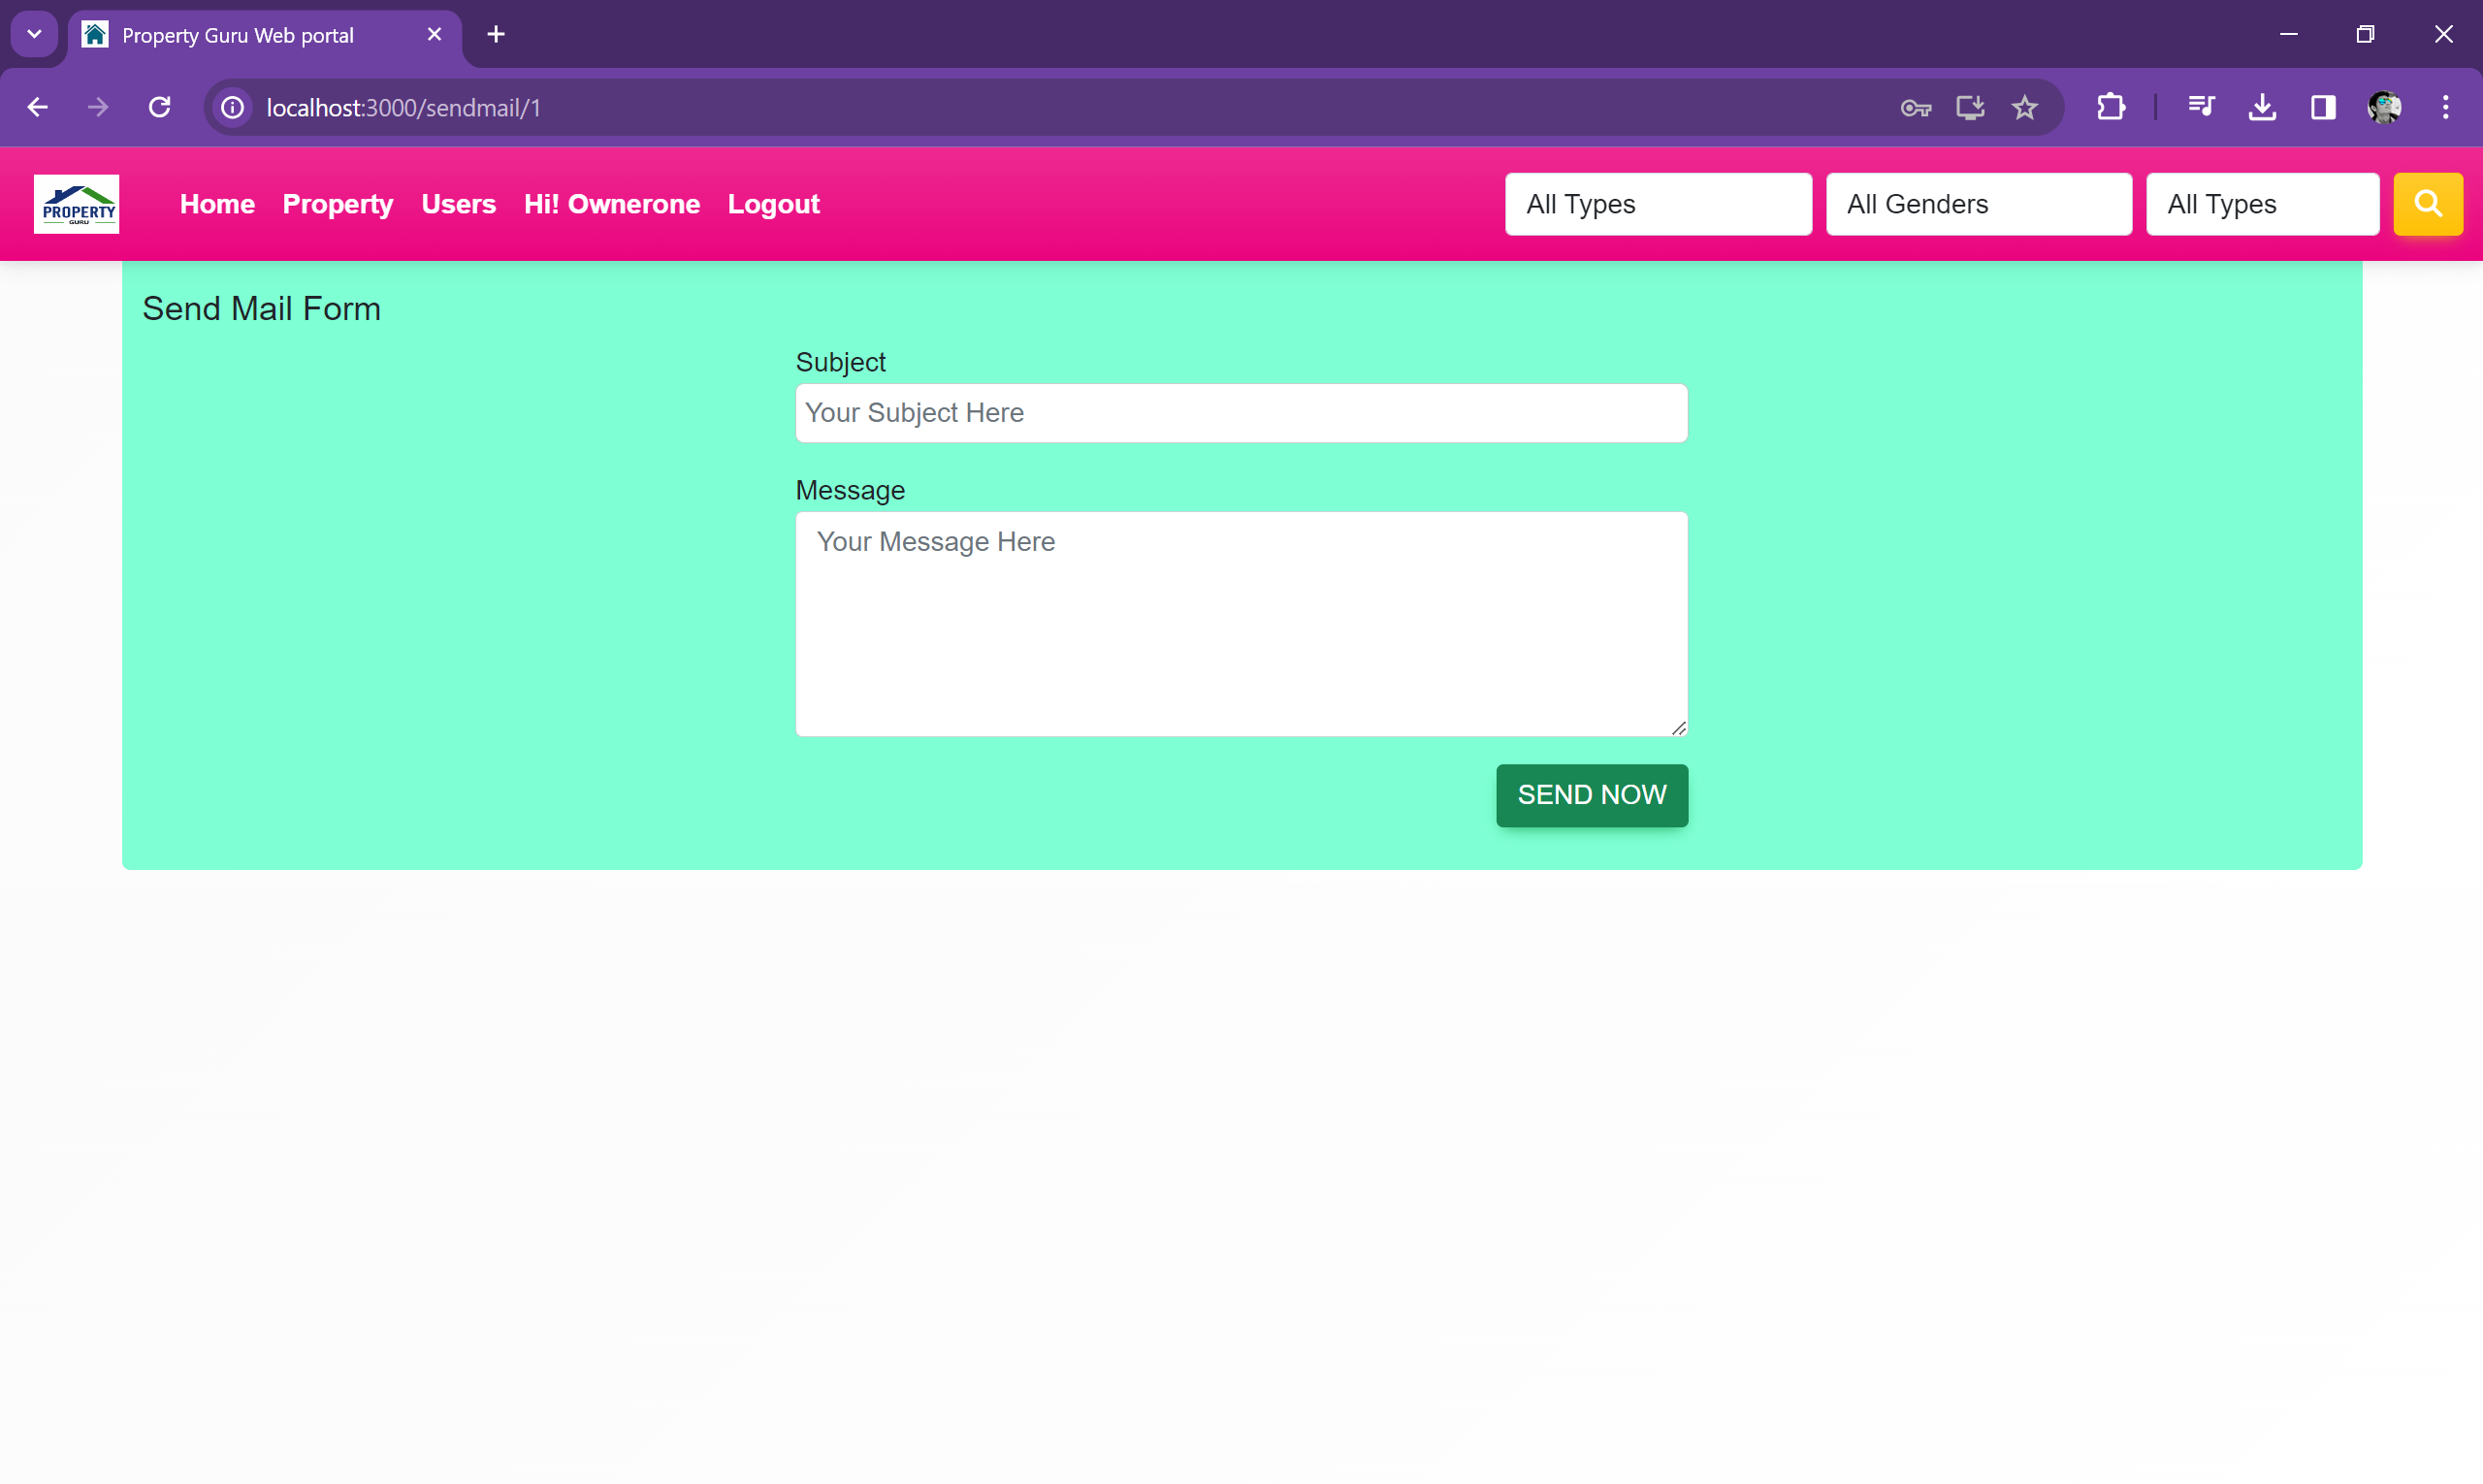 Property Guru Web portal
localhost:3000/sendmail/1
PROPERTY
GURU
Home Property Users Hi! Ownerone Logout
All Types All Genders All Types
Send Mail Form
Subject
Your Subject Here
Message
Your Message Here
SEND NOW